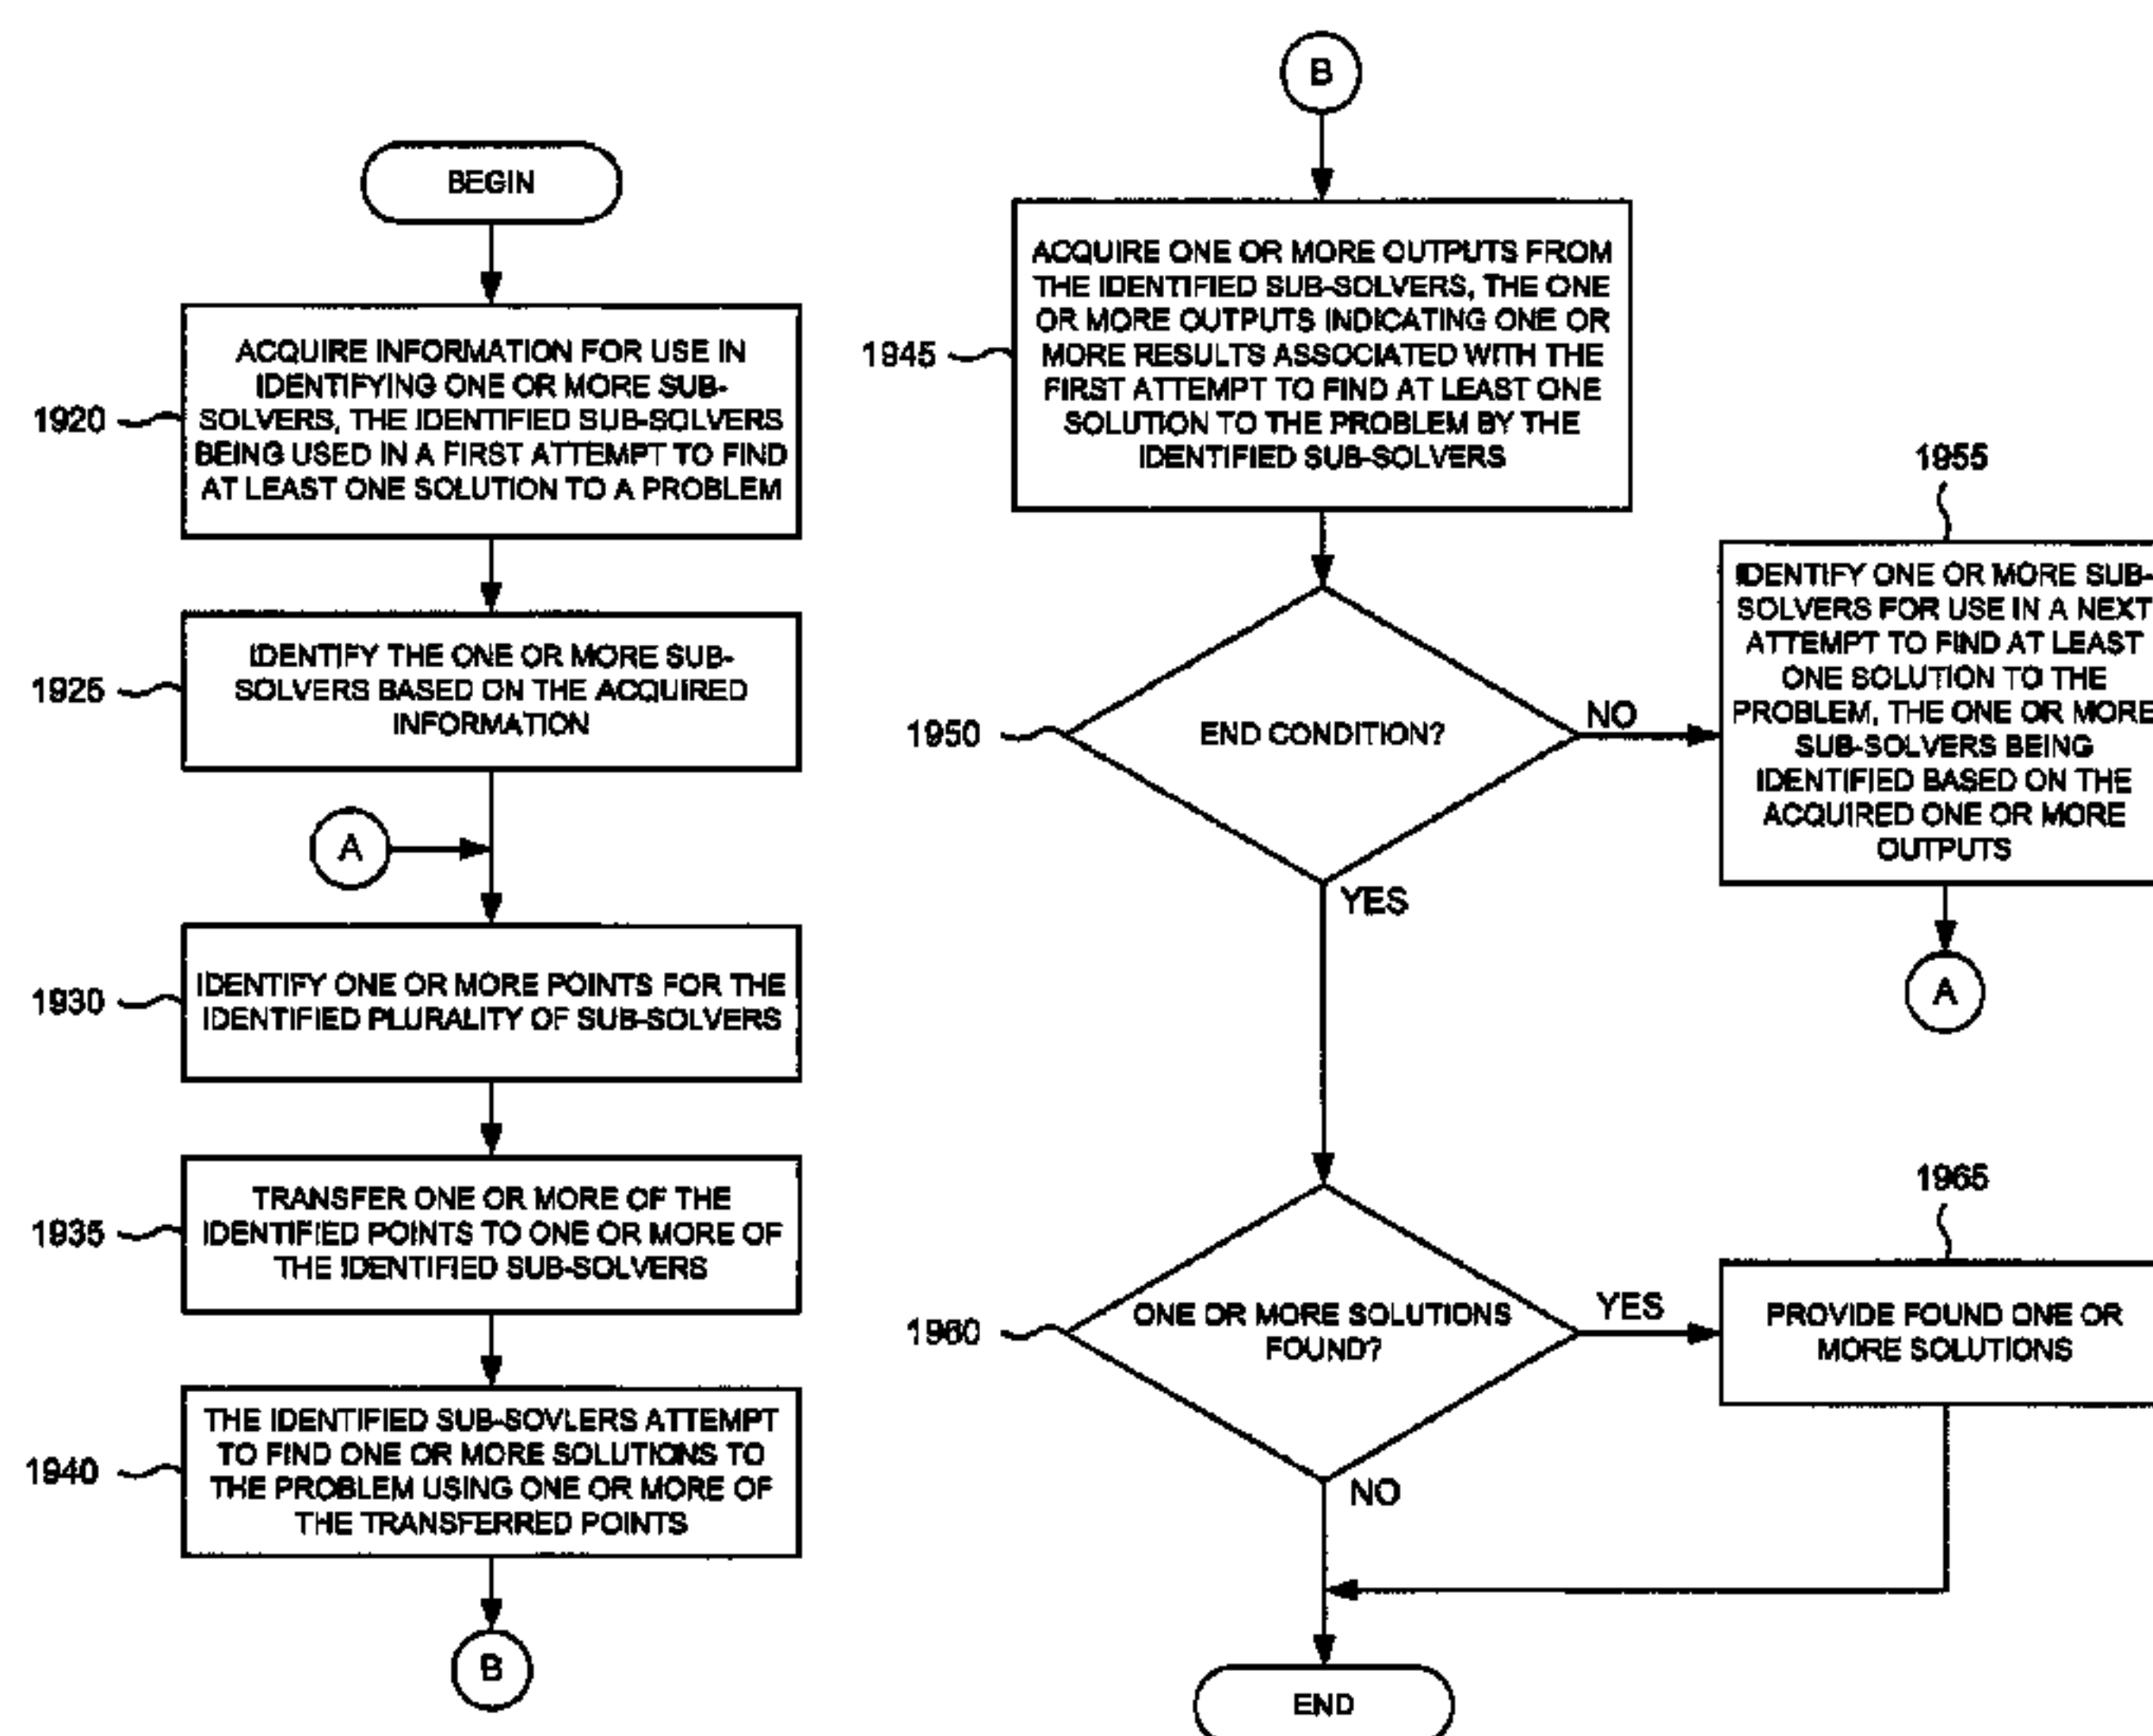 BEGIN
1920
ACQUIRE INFORMATION FOR USE IN
IDENTIFYING ONE OR MORE SUB-
SOLVERS, THE IDENTIFIED SUB-SOLVERS
BEING USED IN A FIRST ATTEMPT TO FIND
AT LEAST ONE SOLUTION TO A PROBLEM
1925
IDENTIFY THE ONE OR MORE SUB-
SOLVERS BASED ON THE ACQUIRED
INFORMATION
A
1930
IDENTIFY ONE OR MORE POINTS FOR THE
IDENTIFIED PLURALITY OF SUB-SOLVERS
1935
TRANSFER ONE OR MORE OF THE
IDENTIFIED POINTS TO ONE OR MORE OF
THE IDENTIFIED SUB-SOLVERS
1940
THE IDENTIFIED SUB-SOVLERS ATTEMPT
TO FIND ONE OR MORE SOLUTIONS TO
THE PROBLEM USING ONE OR MORE OF
THE TRANSFERRED POINTS
B
B
1945
ACQUIRE ONE OR MORE OUTPUTS FROM
THE IDENTIFIED SUB-SOLVERS, THE ONE
OR MORE OUTPUTS INDICATING ONE OR
MORE RESULTS ASSOCIATED WITH THE
FIRST ATTEMPT TO FIND AT LEAST ONE
SOLUTION TO THE PROBLEM BY THE
IDENTIFIED SUB-SOLVERS
1950
END CONDITION?
NO
YES
1955
IDENTIFY ONE OR MORE SUB-
SOLVERS FOR USE IN A NEXT
ATTEMPT TO FIND AT LEAST
ONE SOLUTION TO THE
PROBLEM, THE ONE OR MORE
SUB-SOLVERS BEING
IDENTIFIED BASED ON THE
ACQUIRED ONE OR MORE
OUTPUTS
A
1960
ONE OR MORE SOLUTIONS
FOUND?
YES
NO
1965
PROVIDE FOUND ONE OR
MORE SOLUTIONS
END